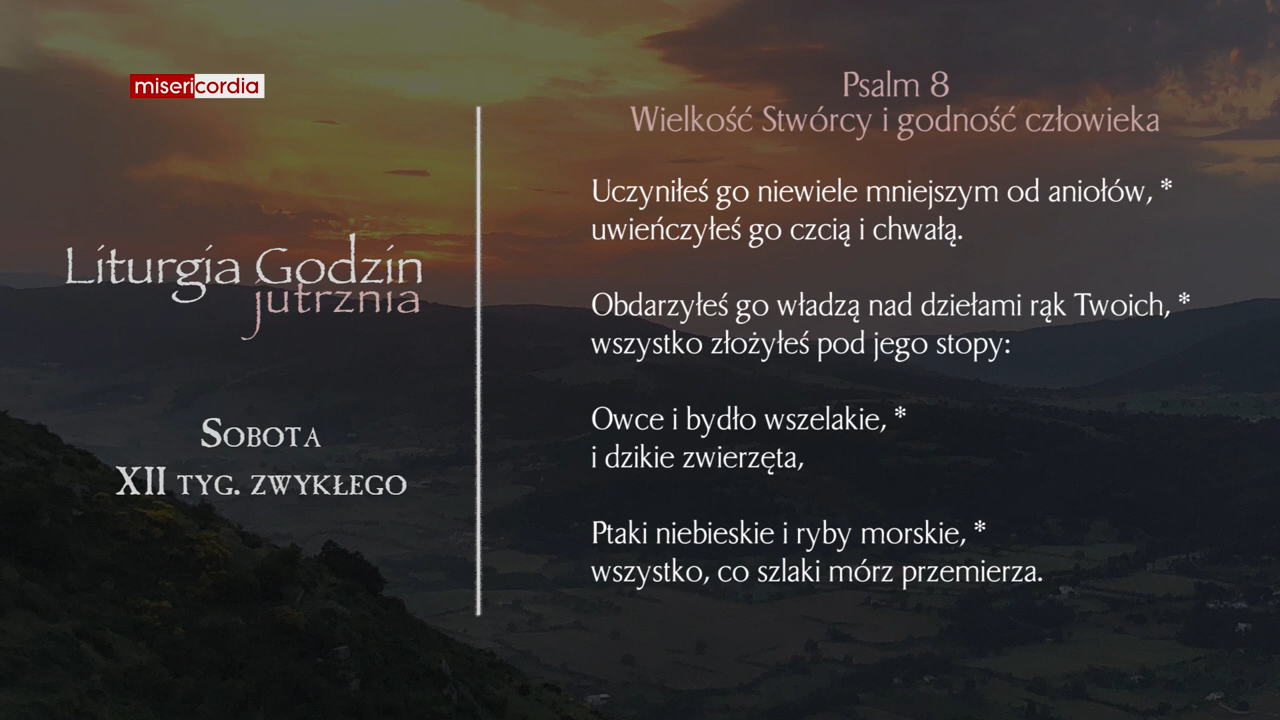 misericordia
Liturgia Godzin
jutrznia
Sobota
XII tyg. zwykłego
Psalm 8
Wielkość Stwórcy i godność człowieka
Uczyniłeś go niewiele mniejszym od aniołów, *
uwieńczyłeś go czcią i chwałą.
Obdarzyłeś go władzą nad dziełami rąk Twoich, *
wszystko złożyłeś pod jego stopy:
Owce i bydło wszelakie, *
i dzikie zwierzęta,
Ptaki niebieskie i ryby morskie, *
wszystko, co szlaki mórz przemierza.